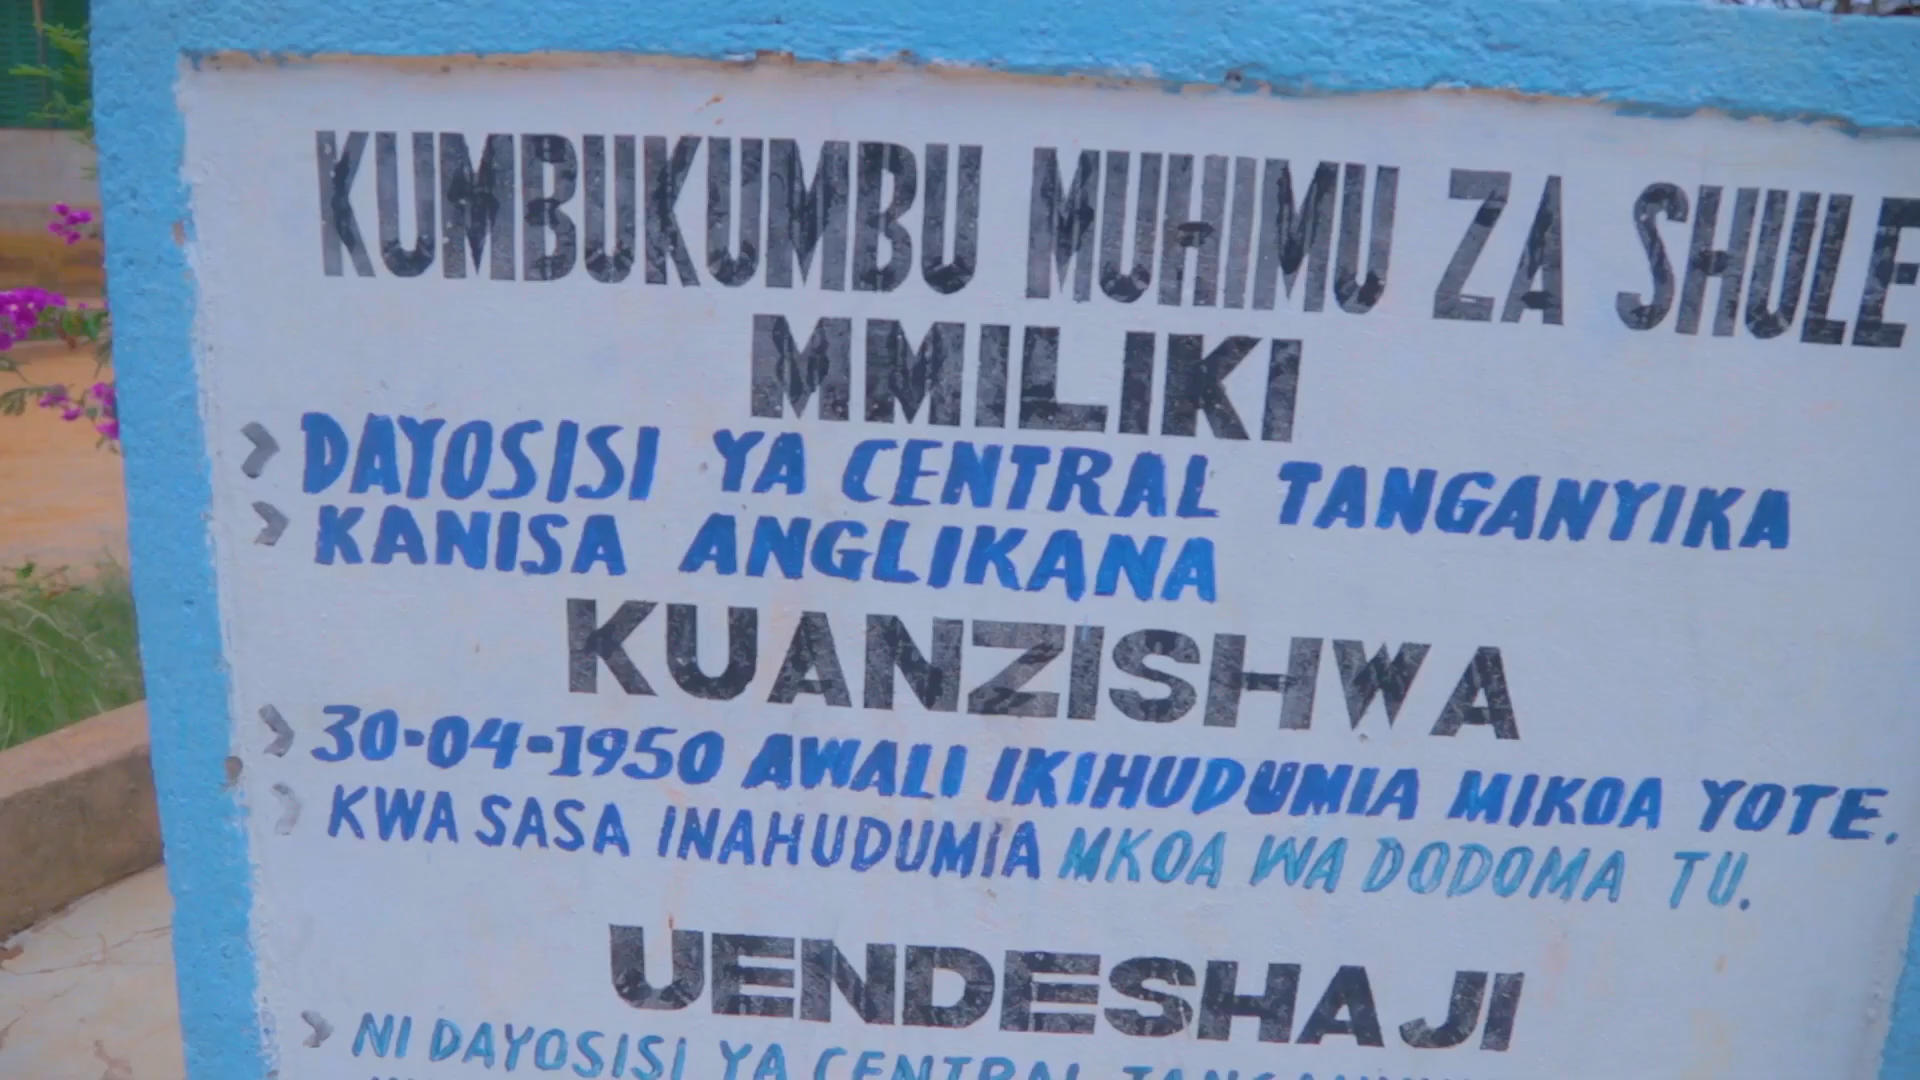 KUMBUKUMBU MUHIMU ZA SHULE
MMILIKI
DAYOSISI YA CENTRAL TANGANYIKA
KANISA ANGLIKANA
KUANZISHWA
30-04-1950 AWALI IKIHUDUMIA MIKOA YOTE.
KWA SASA INAHUDUMIA MKOA WA DODOMA TU.
UENDESHAJI
NI DAYOSISI YA CENTRAL